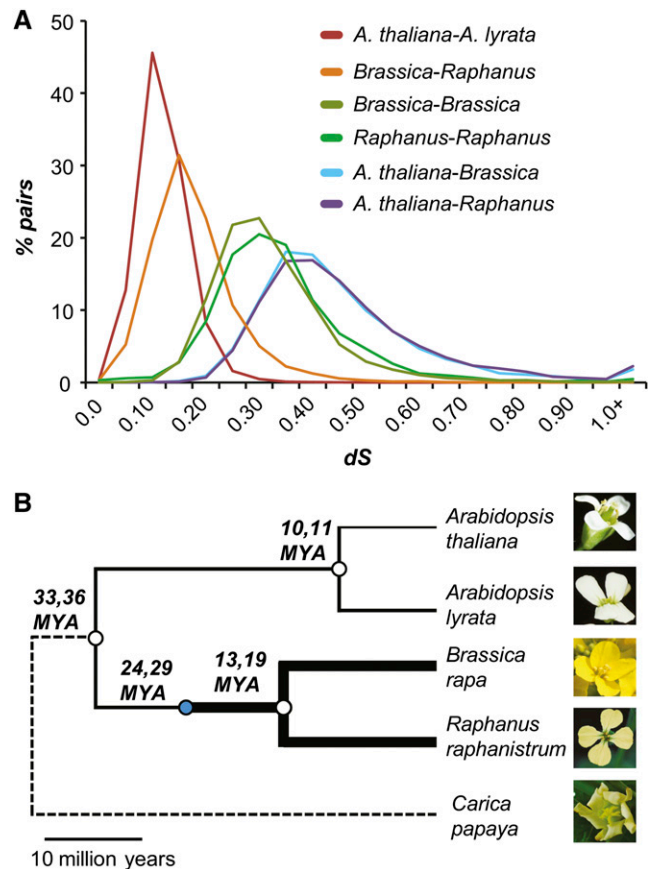 A
50
40
30
20
10
0
% pairs
A. thaliana-A. lyrata
Brassica-Raphanus
Brassica-Brassica
Raphanus-Raphanus
A. thaliana-Brassica
A. thaliana-Raphanus
0.0
0.10
0.20
0.30
0.40
0.50
0.60
0.70
0.80
0.90
1.0+
dS
B
10,11
MYA
33,36
MYA
24,29
MYA
13,19
MYA
Arabidopsis
thaliana
Arabidopsis
lyrata
Brassica
rapa
Raphanus
raphanistrum
Carica
papaya
10 million years